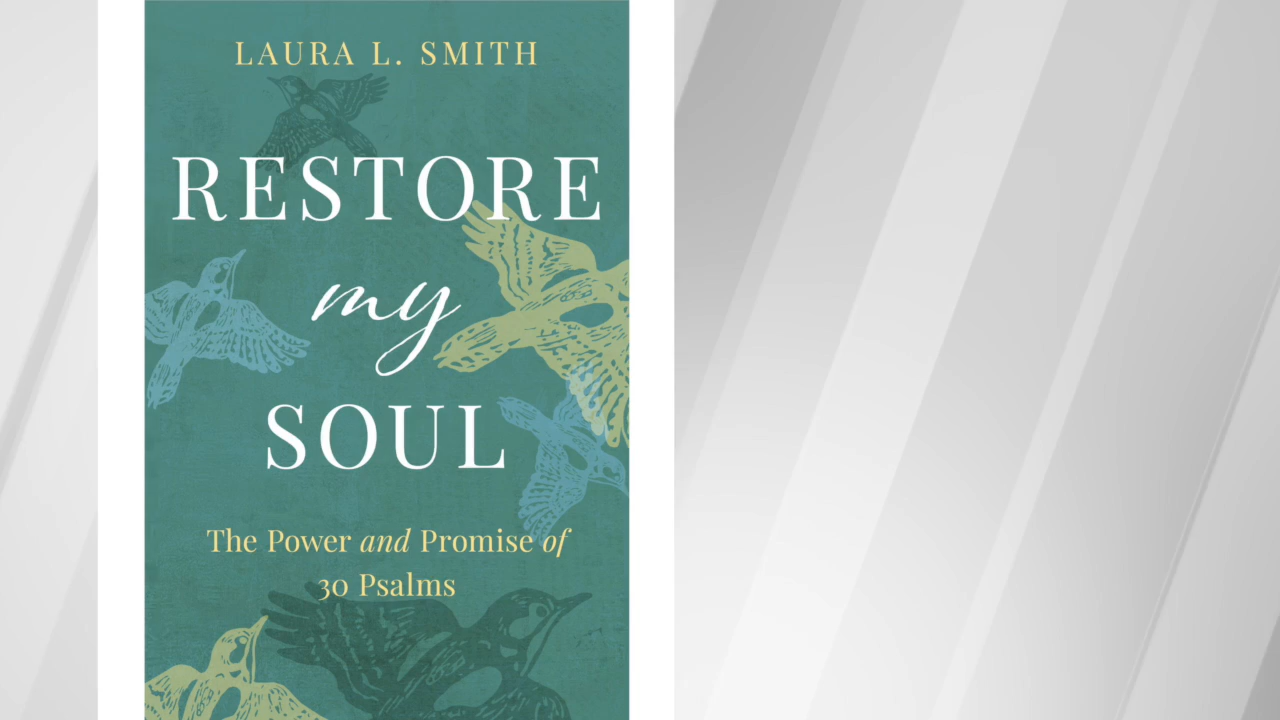 LAURA L. SMITH
RESTORE
my
SOUL
The Power and Promise of
30 Psalms